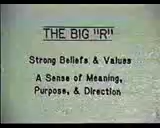 THE BIG "R"
Strong Beliefs & Values
A Sense of Meaning,
Purpose, & Direction